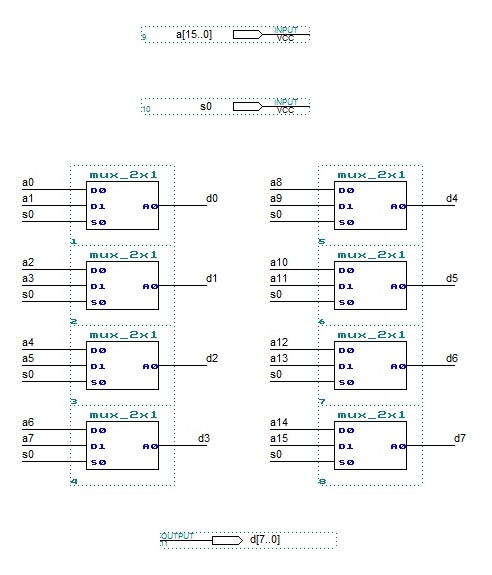 INPUT
9 a[15..0] VCC
INPUT
10 s0 VCC
mux_2x1
a0 D0
a1 D1 A0 d0
s0 S0
1
mux_2x1
a2 D0
a3 D1 A0 d1
s0 S0
2
mux_2x1
a4 D0
a5 D1 A0 d2
s0 S0
3
mux_2x1
a6 D0
a7 D1 A0 d3
s0 S0
4
mux_2x1
a8 D0
a9 D1 A0 d4
s0 S0
5
mux_2x1
a10 D0
a11 D1 A0 d5
s0 S0
6
mux_2x1
a12 D0
a13 D1 A0 d6
s0 S0
7
mux_2x1
a14 D0
a15 D1 A0 d7
s0 S0
8
OUTPUT
11 d[7..0]